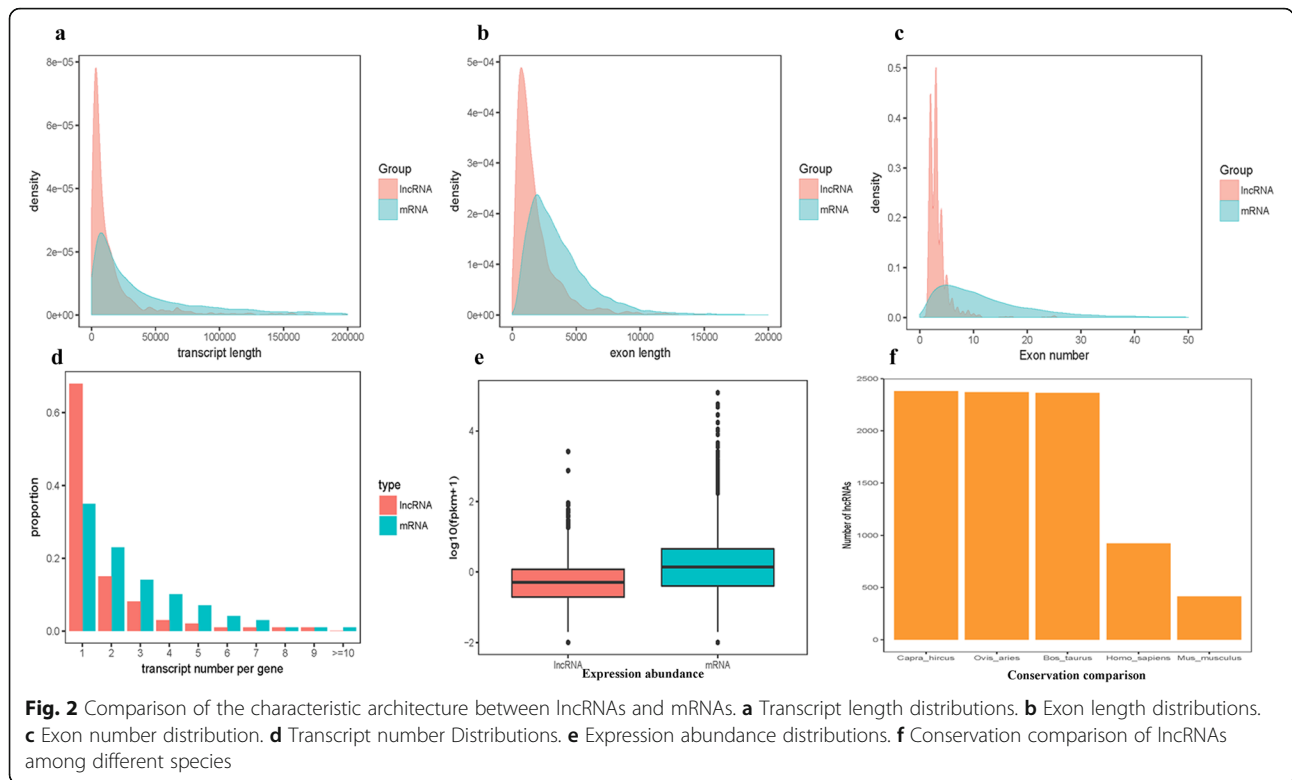 a
8e-05
6e-05
4e-05
2e-05
0e+00
density
0
50000
100000
150000
200000
transcript length
Group
lncRNA
mRNA
b
5e-04
4e-04
3e-04
2e-04
1e-04
0e+00
density
0
5000
10000
15000
20000
exon length
Group
lncRNA
mRNA
c
0.5
0.4
0.3
0.2
0.1
0.0
density
0
10
20
30
40
50
Exon number
Group
lncRNA
mRNA
d
0.6
0.4
0.2
0.0
proportion
1
2
3
4
5
6
7
8
9
>=10
transcript number per gene
type
lncRNA
mRNA
e
4
2
0
−2
log10(fpkm+1)
lncRNA
mRNA
Expression abundance
f
2500
2000
1500
1000
500
0
Number of lncRNAs
Capra_hircus
Ovis_aries
Bos_taurus
Homo_sapiens
Mus_musculus
Conservation comparison
Fig. 2 Comparison of the characteristic architecture between lncRNAs and mRNAs. a Transcript length distributions. b Exon length distributions.
c Exon number distribution. d Transcript number Distributions. e Expression abundance distributions. f Conservation comparison of lncRNAs
among different species